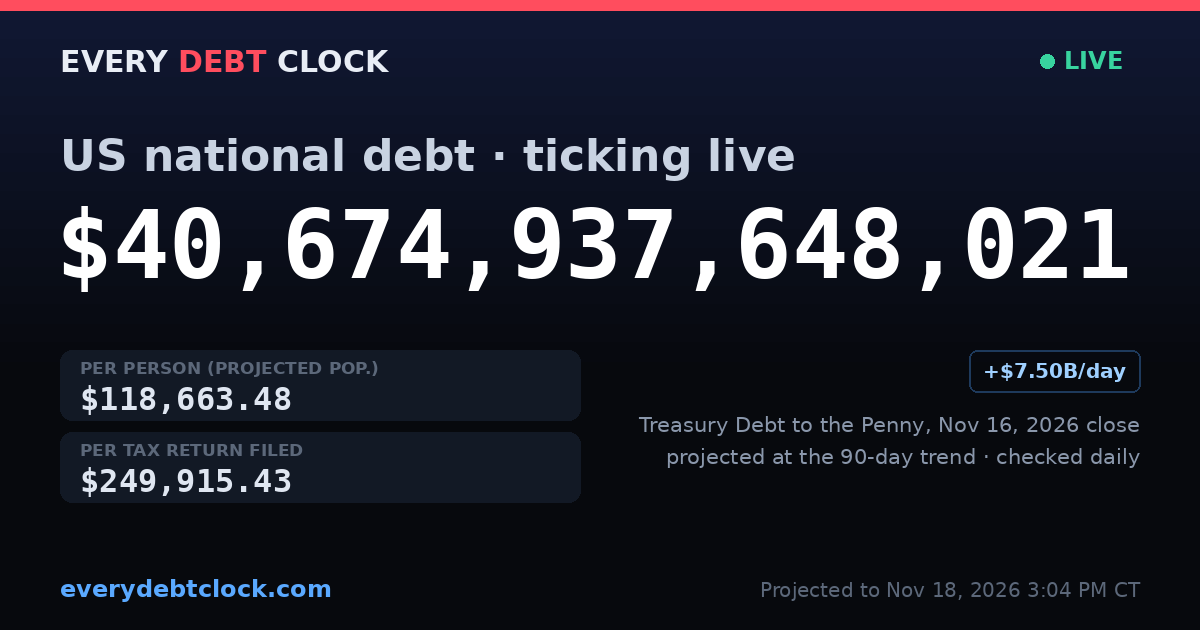 EVERY DEBT CLOCK
LIVE
US national debt · ticking live
$40,674,937,648,021
PER PERSON (PROJECTED POP.)
$118,663.48
PER TAX RETURN FILED
$249,915.43
+$7.50B/day
Treasury Debt to the Penny, Nov 16, 2026 close
projected at the 90-day trend · checked daily
everydebtclock.com
Projected to Nov 18, 2026 3:04 PM CT